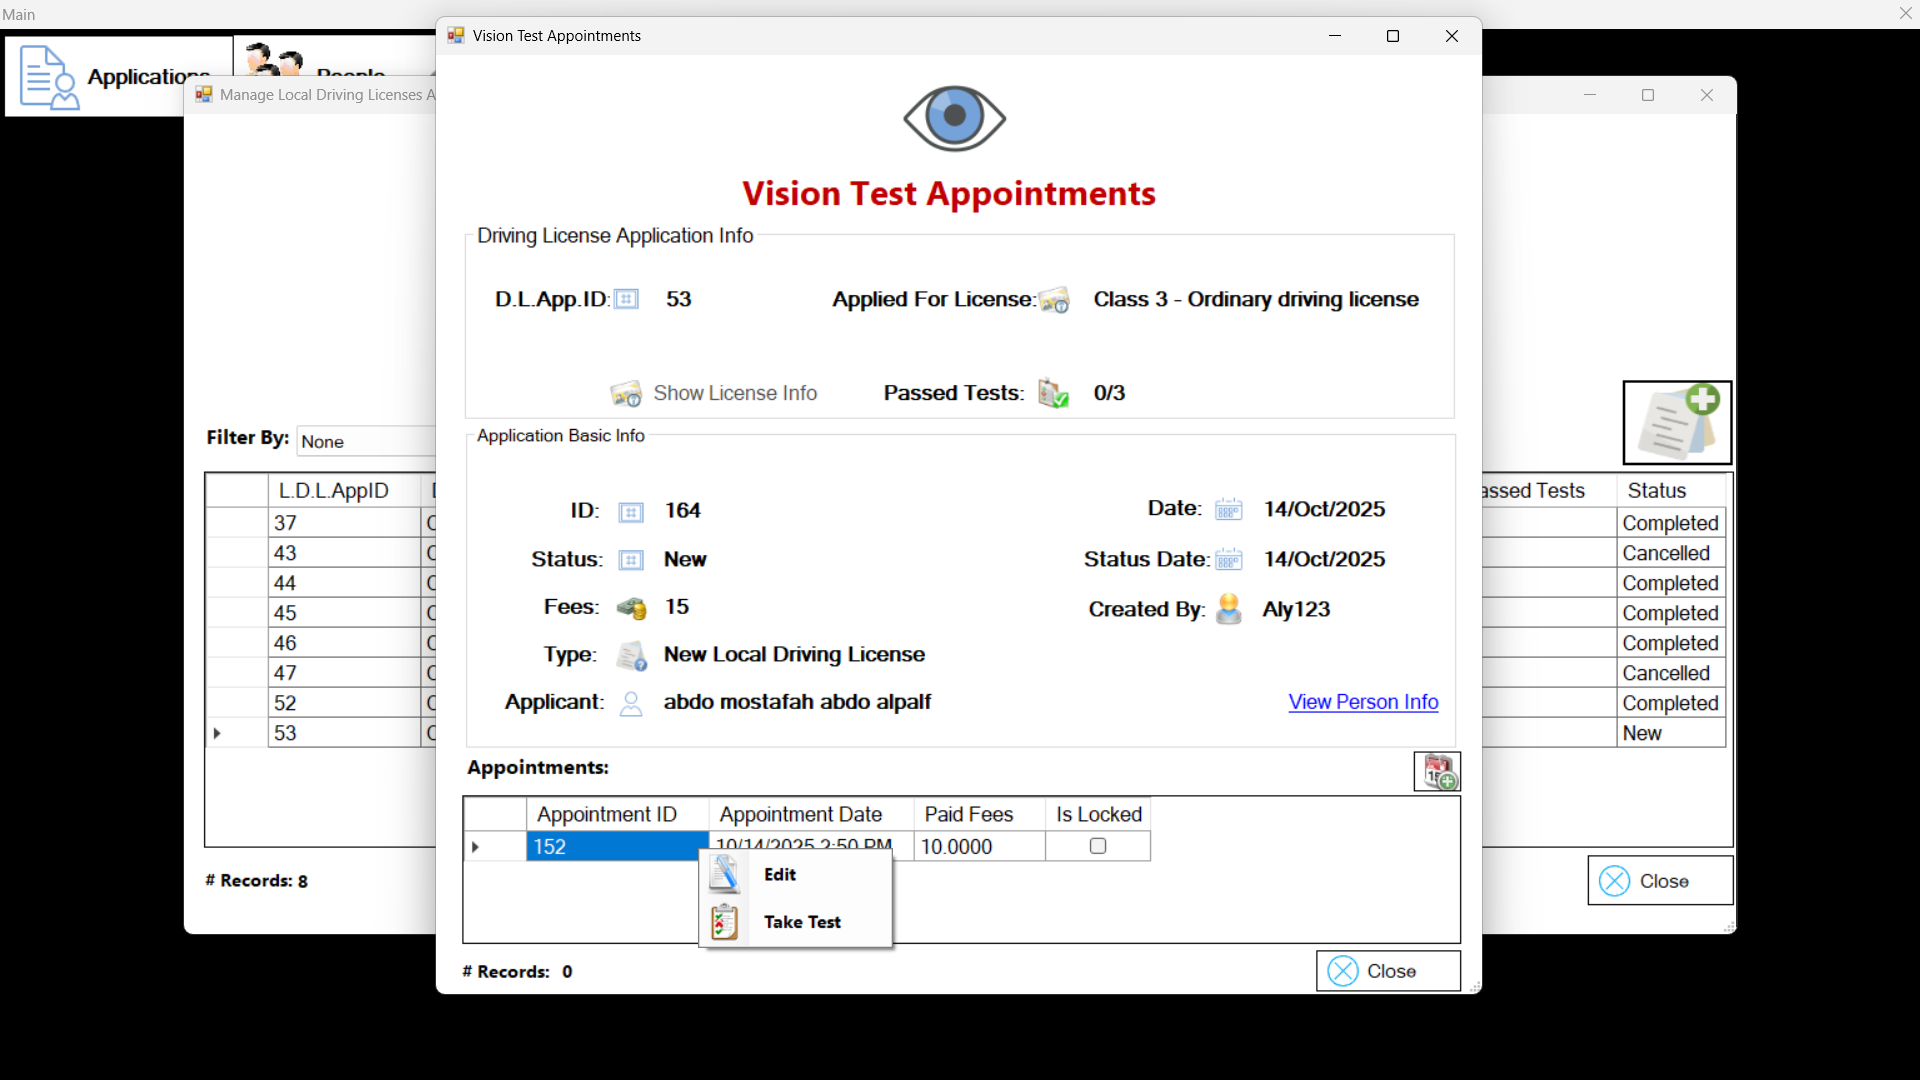 Main
Applications
People
Manage Local Driving Licenses A
Vision Test Appointments
Vision Test Appointments
Driving License Application Info
D.L.App.ID: 53 Applied For License: Class 3 - Ordinary driving license
Show License Info Passed Tests: 0/3
Application Basic Info
ID: 164 Date: 14/Oct/2025
Status: New Status Date: 14/Oct/2025
Fees: 15 Created By: Aly123
Type: New Local Driving License
Applicant: abdo mostafah abdo alpalf View Person Info
Appointments:
Appointment ID Appointment Date Paid Fees Is Locked
152 10/14/2025 2:50 PM 10.0000
Edit
Take Test
# Records: 0 Close
Filter By: None
L.D.L.AppID assed Tests Status
37 Completed
43 Cancelled
44 Completed
45 Completed
46 Completed
47 Cancelled
52 Completed
53 New
# Records: 8 Close